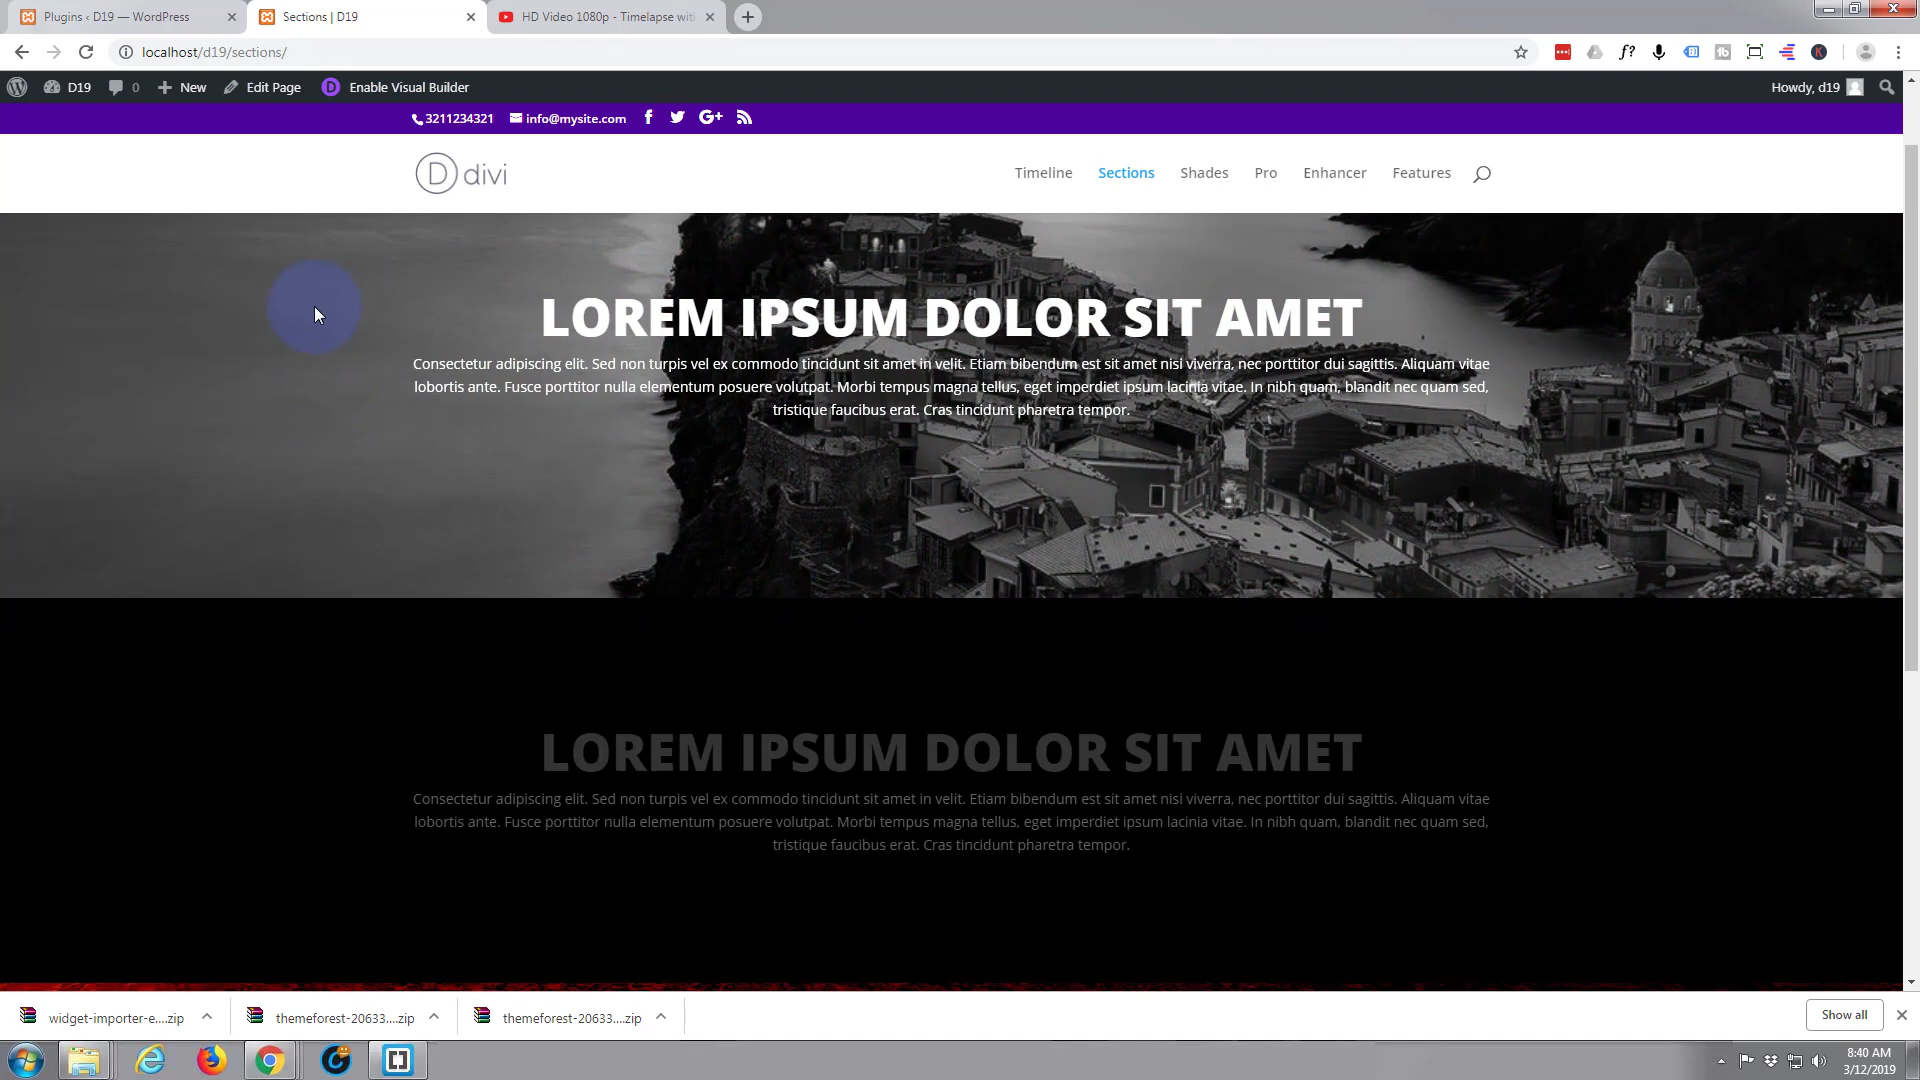 Plugins ‹ D19 — WordPress
Sections | D19
HD Video 1080p - Timelapse with
localhost/d19/sections/
D19
0
New
Edit Page
D
Enable Visual Builder
Howdy, d19
3211234321
info@mysite.com
G+
D divi
Timeline
Sections
Shades
Pro
Enhancer
Features
LOREM IPSUM DOLOR SIT AMET
Consectetur adipiscing elit. Sed non turpis vel ex commodo tincidunt sit amet in velit. Etiam bibendum est sit amet nisi viverra, nec porttitor dui sagittis. Aliquam vitae
lobortis ante. Fusce porttitor nulla elementum posuere volutpat. Morbi tempus magna tellus, eget imperdiet ipsum lacinia vitae. In nibh quam, blandit nec quam sed,
tristique faucibus erat. Cras tincidunt pharetra tempor.
LOREM IPSUM DOLOR SIT AMET
Consectetur adipiscing elit. Sed non turpis vel ex commodo tincidunt sit amet in velit. Etiam bibendum est sit amet nisi viverra, nec porttitor dui sagittis. Aliquam vitae
lobortis ante. Fusce porttitor nulla elementum posuere volutpat. Morbi tempus magna tellus, eget imperdiet ipsum lacinia vitae. In nibh quam, blandit nec quam sed,
tristique faucibus erat. Cras tincidunt pharetra tempor.
widget-importer-e....zip
themeforest-20633....zip
themeforest-20633....zip
Show all
8:40 AM
3/12/2019